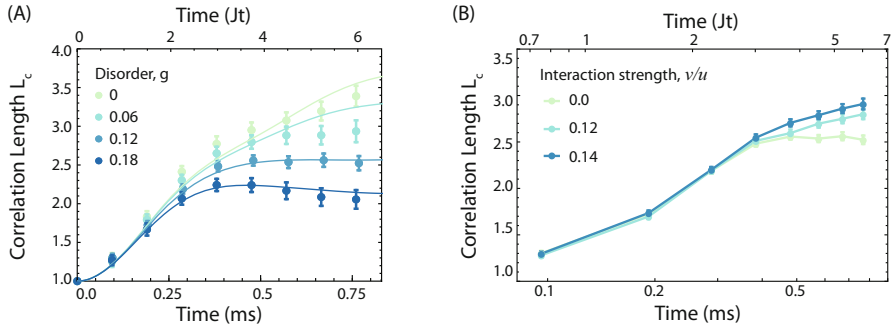 (A)
Time (Jt)
0 2 4 6
4.0
3.5
3.0
2.5
2.0
1.5
1.0
Correlation Length L_c
Disorder, g
0
0.06
0.12
0.18
0.0 0.25 0.5 0.75
Time (ms)
(B)
Time (Jt)
0.7 1 2 5 7
3.5
3.0
2.5
2.0
1.5
1.0
Correlation Length L_c
Interaction strength, v/u
0.0
0.12
0.14
0.1 0.2 0.5
Time (ms)